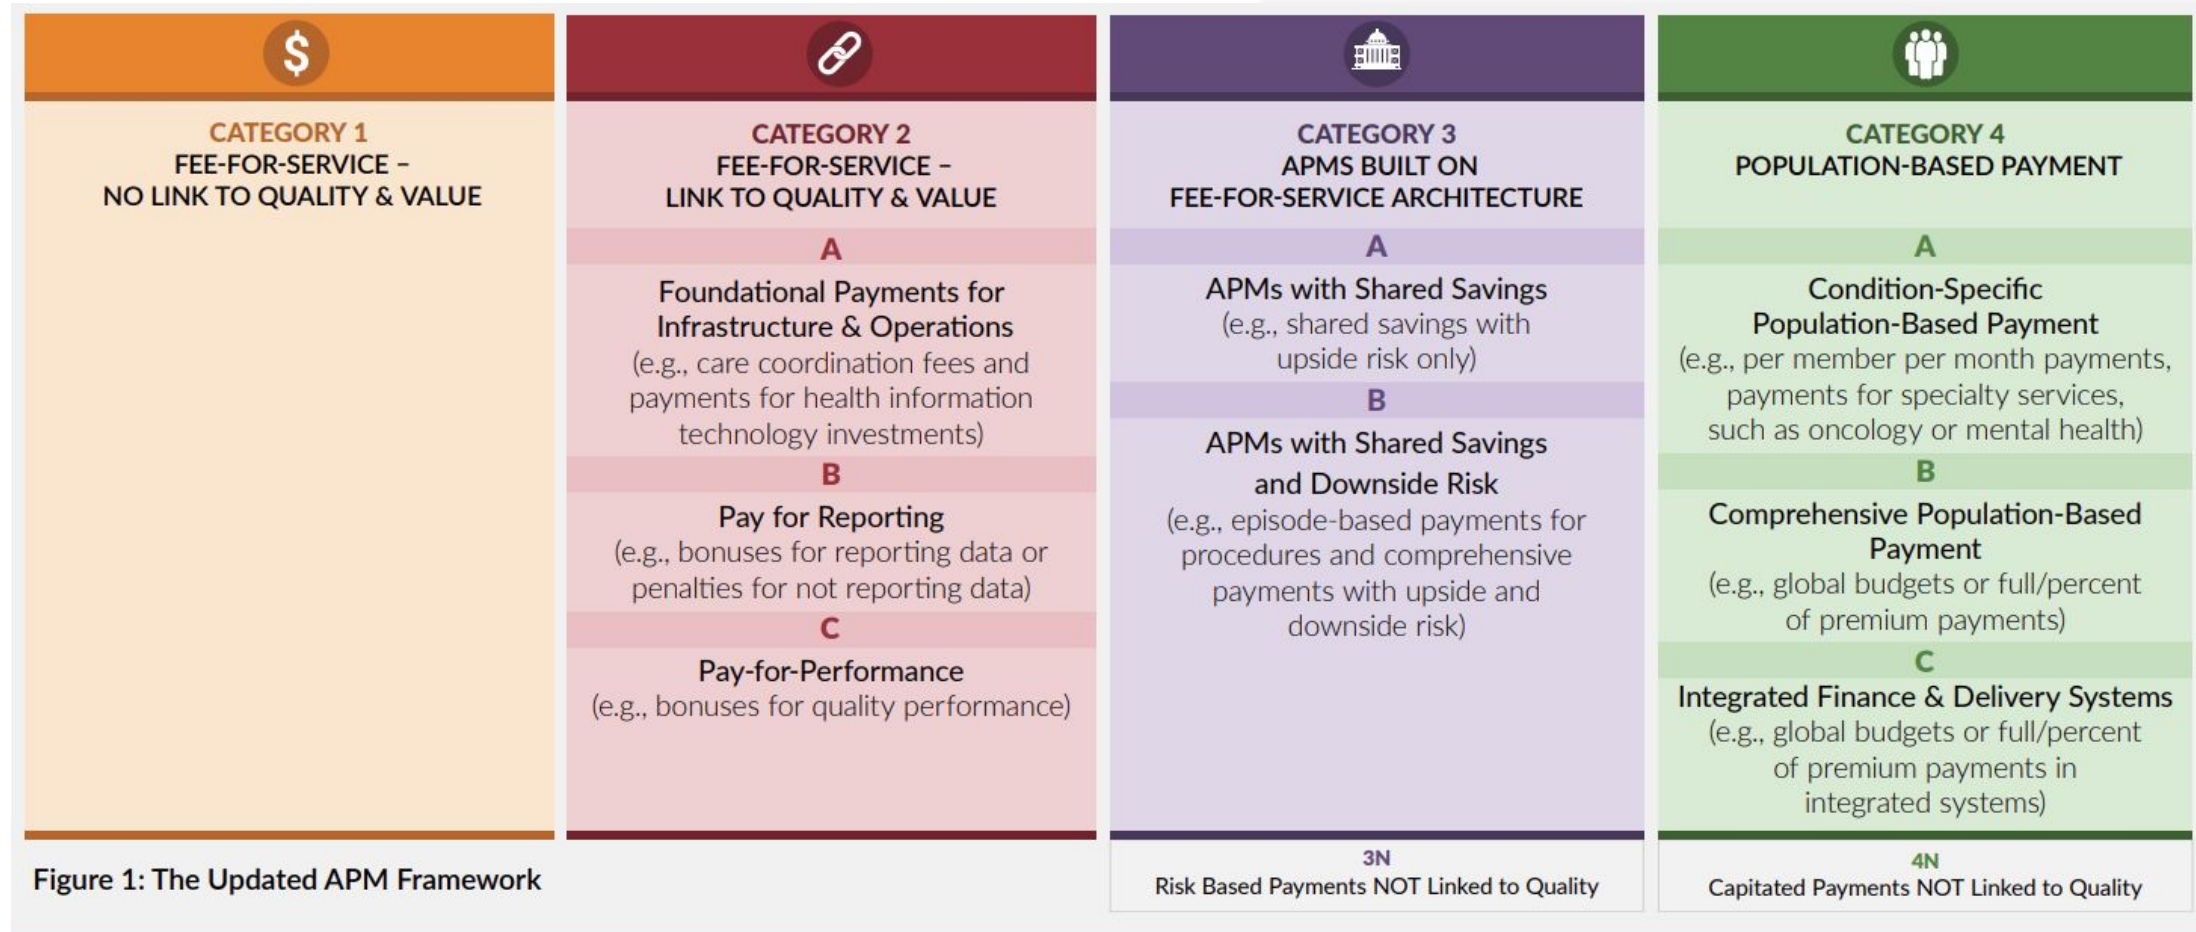 $
CATEGORY 1
FEE-FOR-SERVICE –
NO LINK TO QUALITY & VALUE
CATEGORY 2
FEE-FOR-SERVICE –
LINK TO QUALITY & VALUE
A
Foundational Payments for
Infrastructure & Operations
(e.g., care coordination fees and
payments for health information
technology investments)
B
Pay for Reporting
(e.g., bonuses for reporting data or
penalties for not reporting data)
C
Pay-for-Performance
(e.g., bonuses for quality performance)
CATEGORY 3
APMS BUILT ON
FEE-FOR-SERVICE ARCHITECTURE
A
APMs with Shared Savings
(e.g., shared savings with
upside risk only)
B
APMs with Shared Savings
and Downside Risk
(e.g., episode-based payments for
procedures and comprehensive
payments with upside and
downside risk)
3N
Risk Based Payments NOT Linked to Quality
CATEGORY 4
POPULATION-BASED PAYMENT
A
Condition-Specific
Population-Based Payment
(e.g., per member per month payments,
payments for specialty services,
such as oncology or mental health)
B
Comprehensive Population-Based
Payment
(e.g., global budgets or full/percent
of premium payments)
C
Integrated Finance & Delivery Systems
(e.g., global budgets or full/percent
of premium payments in
integrated systems)
4N
Capitated Payments NOT Linked to Quality
Figure 1: The Updated APM Framework